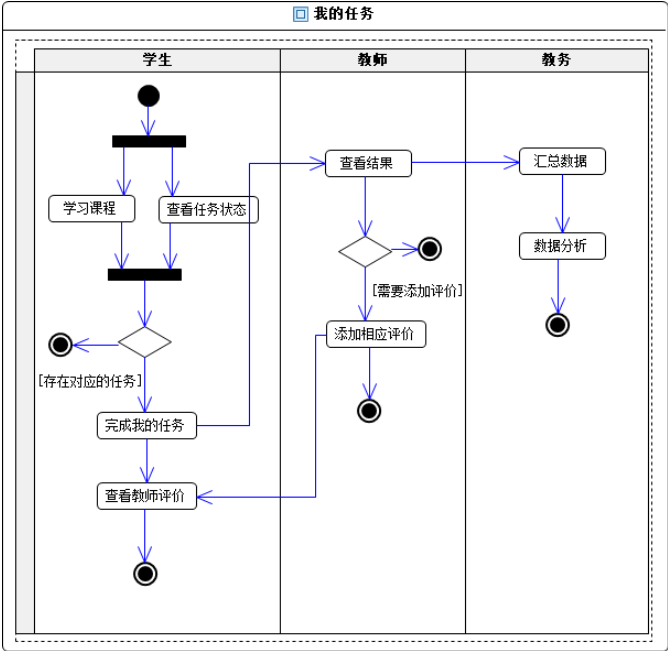 我的任务
学生
教师
教务
查看结果
汇总数据
学习课程
查看任务状态
数据分析
[需要添加评价]
添加相应评价
[存在对应的任务]
完成我的任务
查看教师评价